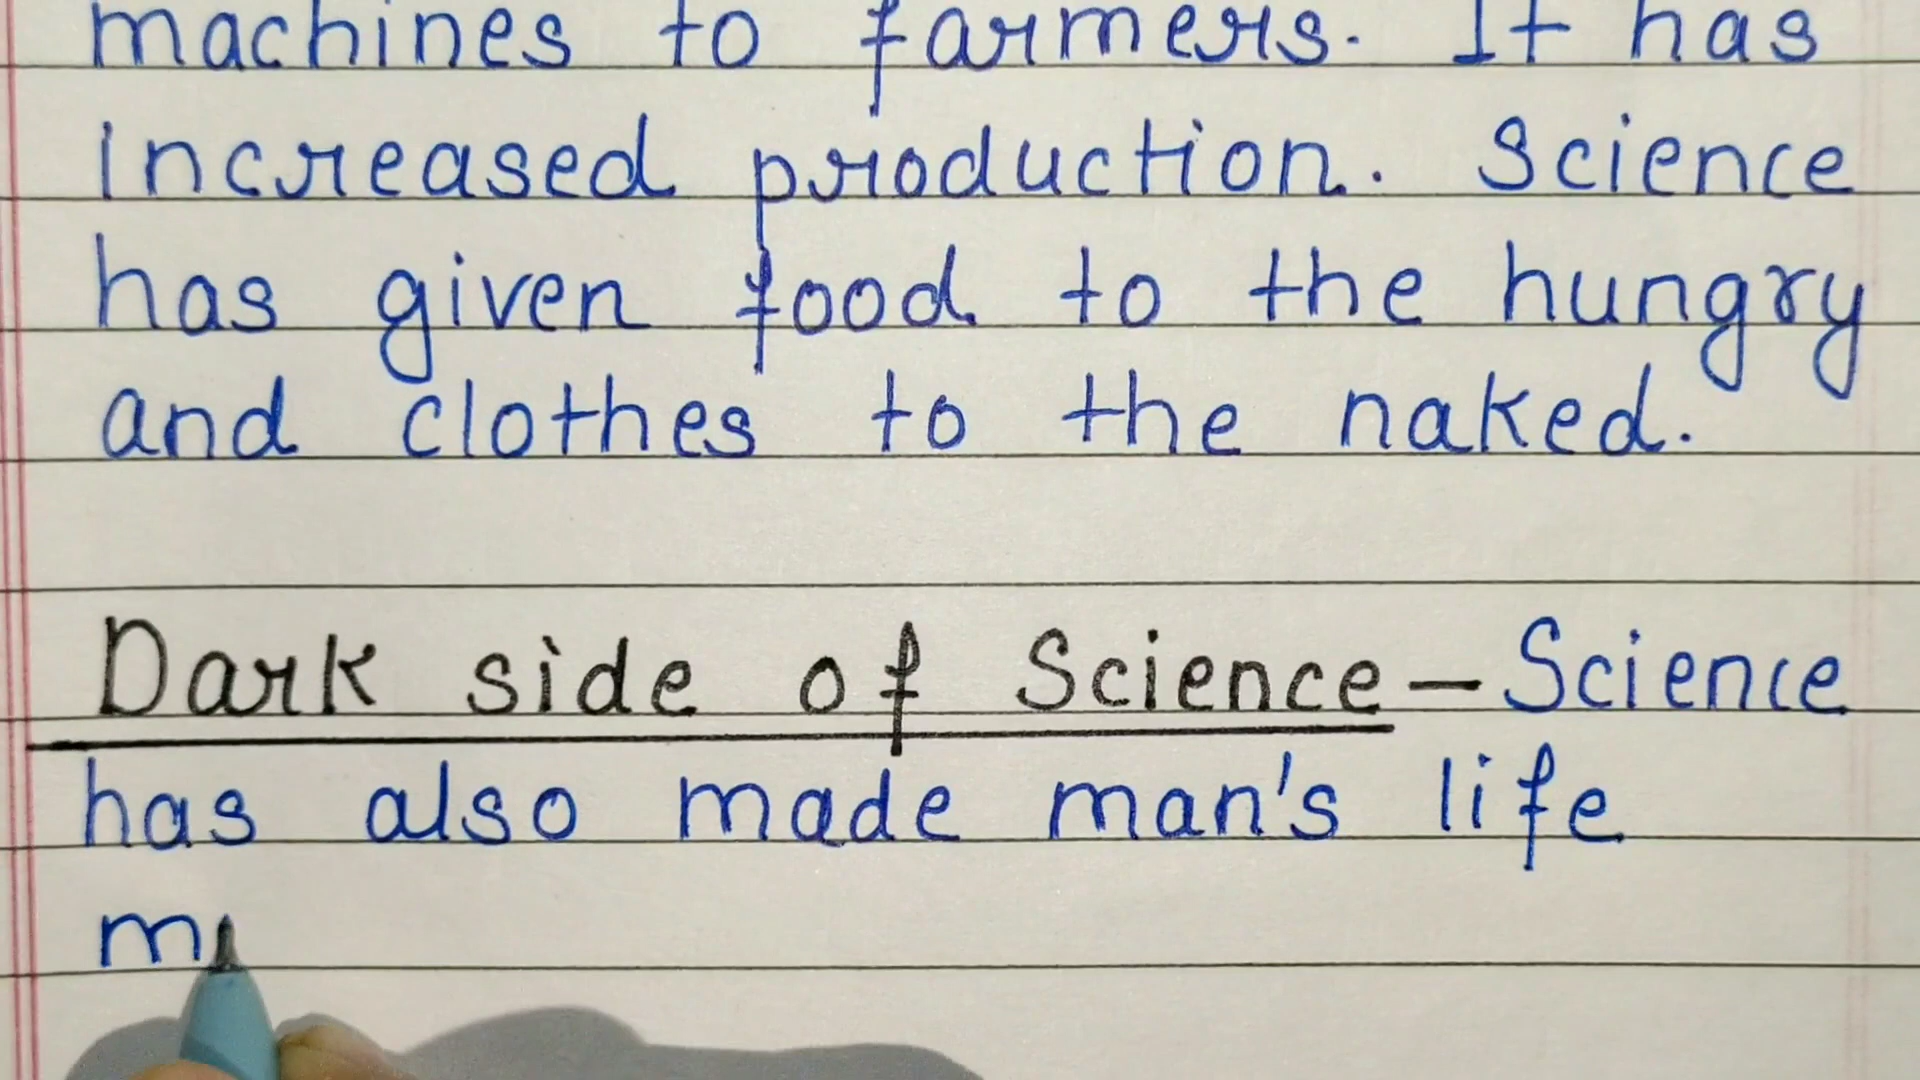 machines to farmers. It has
increased production. Science
has given food to the hungry
and clothes to the naked.
Dark side of Science – Science
has also made man's life